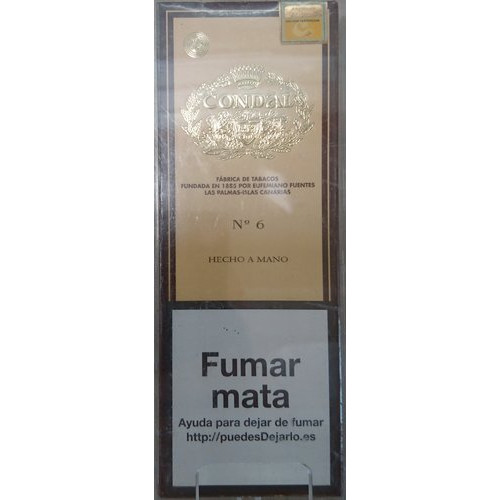 CONDAL
FÁBRICA DE TABACOS
FUNDADA EN 1885 POR EUFEMIANO FUENTES
LAS PALMAS-ISLAS CANARIAS
Nº 6
HECHO A MANO
Fumar
mata
Ayuda para dejar de fumar
http://puedesDejarlo.es